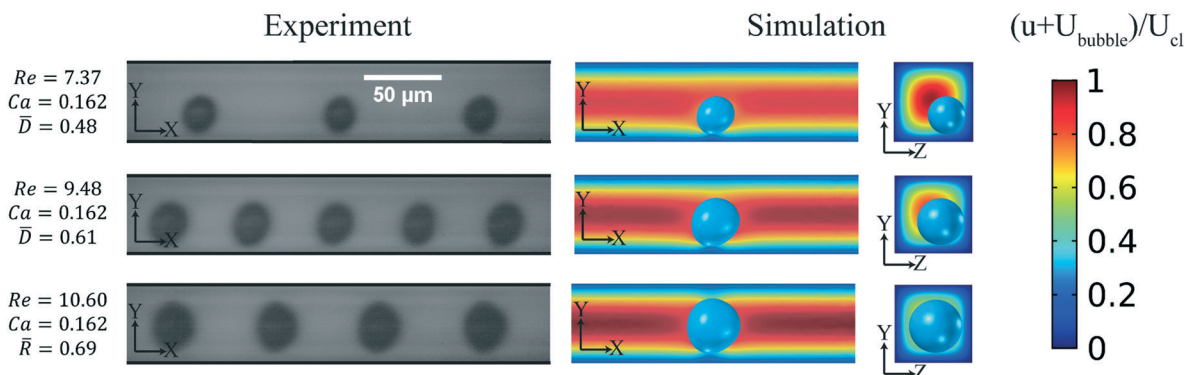 Experiment
Simulation
(u+U_bubble)/U_cl
Re = 7.37
Ca = 0.162
D̅ = 0.48
Y
X
50 µm
Y
X
Y
Z
Re = 9.48
Ca = 0.162
D̅ = 0.61
Y
X
Y
X
Y
Z
Re = 10.60
Ca = 0.162
R̅ = 0.69
Y
X
Y
X
Y
Z
1
0.8
0.6
0.4
0.2
0